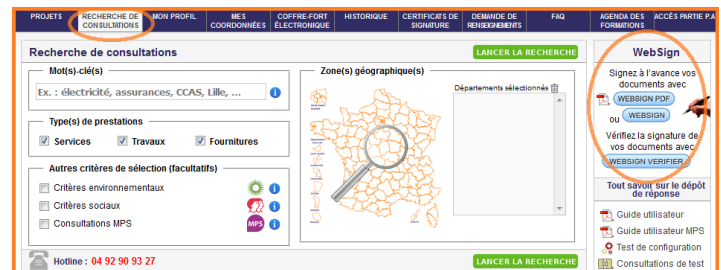 PROJETS
RECHERCHE DE
CONSULTATIONS
MON PROFIL
MES
COORDONNÉES
COFFRE-FORT
ÉLECTRONIQUE
HISTORIQUE
CERTIFICATS DE
SIGNATURE
DEMANDE DE
RENSEIGNEMENTS
FAQ
AGENDA DES
FORMATIONS
ACCÈS PARTIE P.A
Recherche de consultations
LANCER LA RECHERCHE
Mot(s)-clé(s)
Ex. : électricité, assurances, CCAS, Lille, ...
Type(s) de prestations
Services
Travaux
Fournitures
Autres critères de sélection (facultatifs)
Critères environnementaux
Critères sociaux
Consultations MPS
MPS
Zone(s) géographique(s)
Départements sélectionnés
Hotline : 04 92 90 93 27
LANCER LA RECHERCHE
WebSign
Signez à l'avance vos
documents avec
WEBSIGN PDF
ou WEBSIGN
Vérifiez la signature de
vos documents avec
WEBSIGN VERIFIER
Tout savoir sur le dépôt
de réponse
Guide utilisateur
Guide utilisateur MPS
Test de configuration
Consultations de test